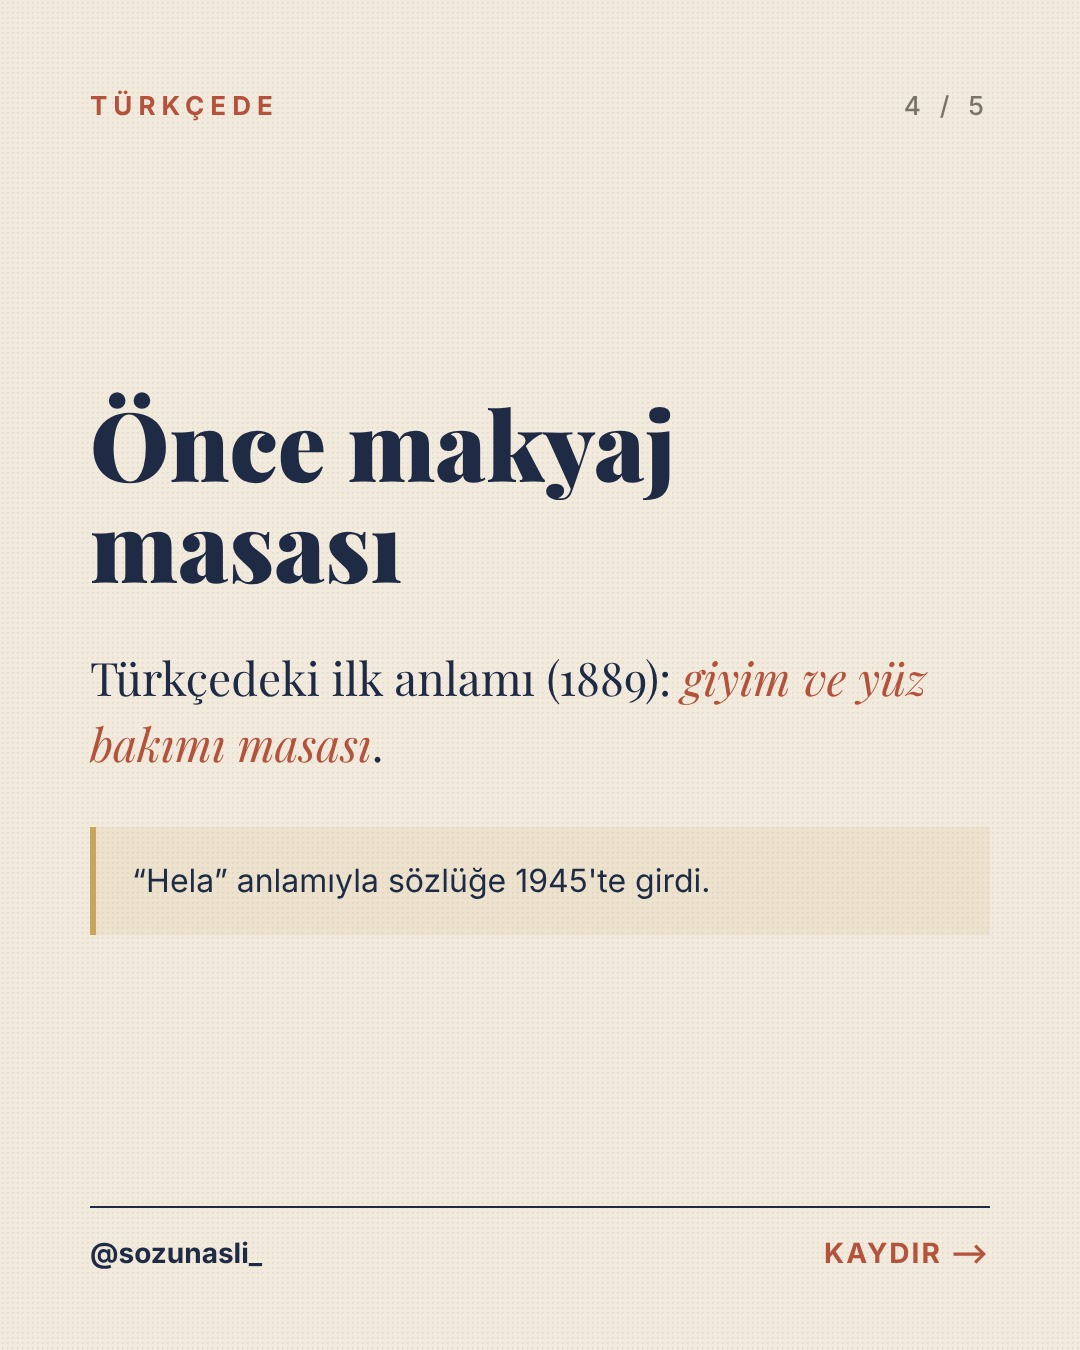 TÜRKÇEDE
4 / 5
Önce makyaj
masası
Türkçedeki ilk anlamı (1889): giyim ve yüz
bakımı masası.
“Hela” anlamıyla sözlüğe 1945'te girdi.
@sozunasli_
KAYDIR →